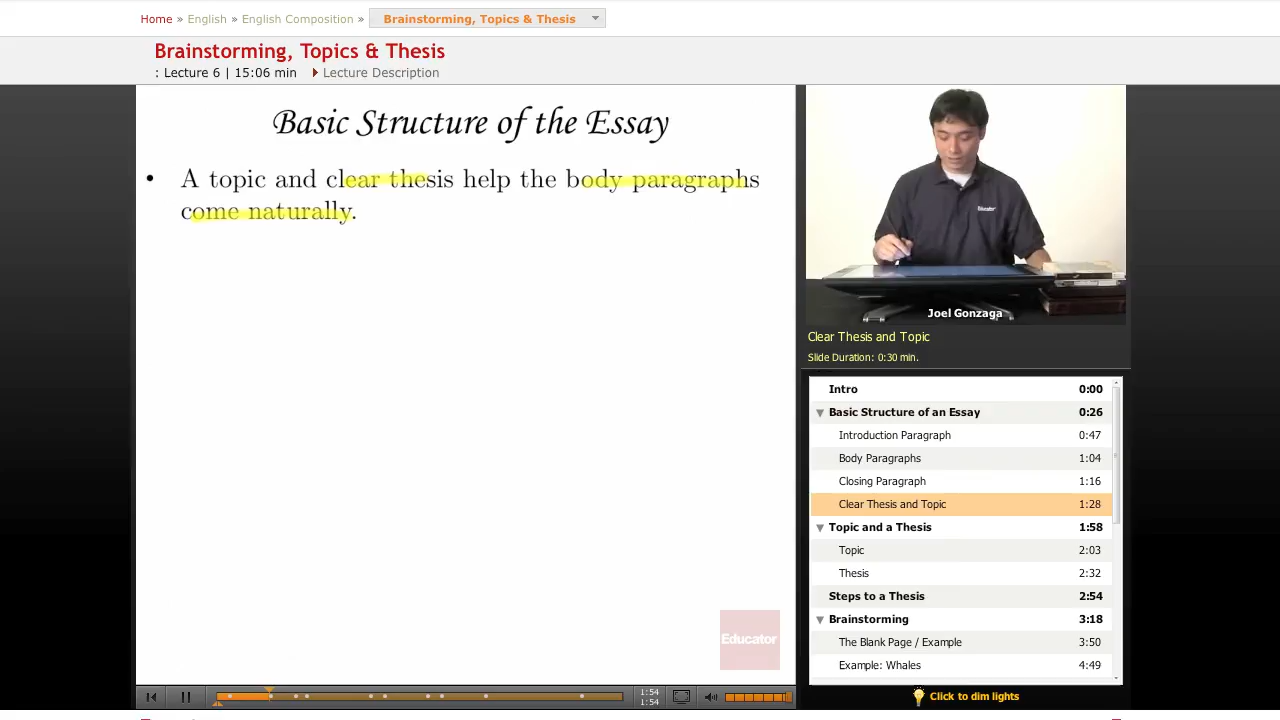 Home » English » English Composition » Brainstorming, Topics & Thesis
Brainstorming, Topics & Thesis
: Lecture 6 | 15:06 min Lecture Description
Basic Structure of the Essay
• A topic and clear thesis help the body paragraphs
come naturally.
Educator
Educator
Joel Gonzaga
Clear Thesis and Topic
Slide Duration: 0:30 min.
Intro 0:00
Basic Structure of an Essay 0:26
Introduction Paragraph 0:47
Body Paragraphs 1:04
Closing Paragraph 1:16
Clear Thesis and Topic 1:28
Topic and a Thesis 1:58
Topic 2:03
Thesis 2:32
Steps to a Thesis 2:54
Brainstorming 3:18
The Blank Page / Example 3:50
Example: Whales 4:49
1:54
1:54
Click to dim lights